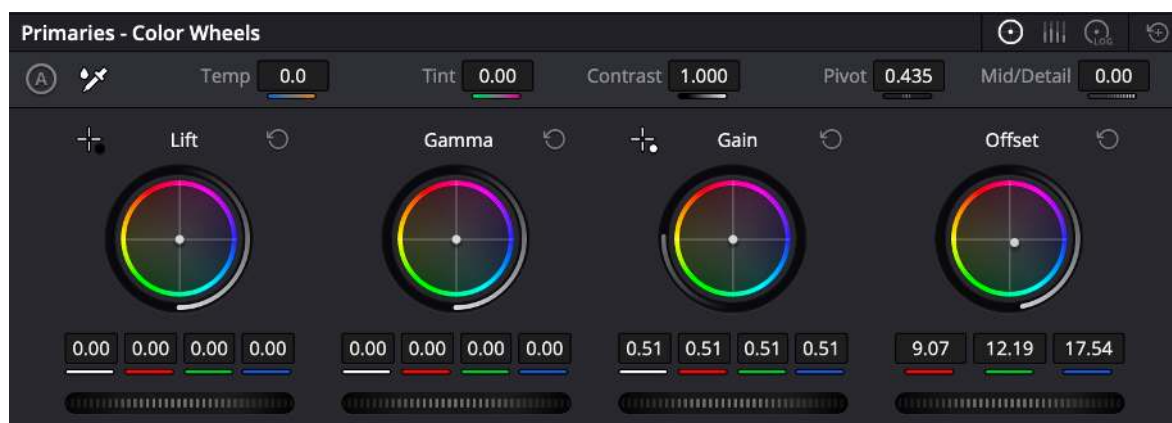 Primaries - Color Wheels LOG
A Temp 0.0 Tint 0.00 Contrast 1.000 Pivot 0.435 Mid/Detail 0.00
Lift Gamma Gain Offset
0.00 0.00 0.00 0.00 0.00 0.00 0.00 0.00 0.51 0.51 0.51 0.51 9.07 12.19 17.54